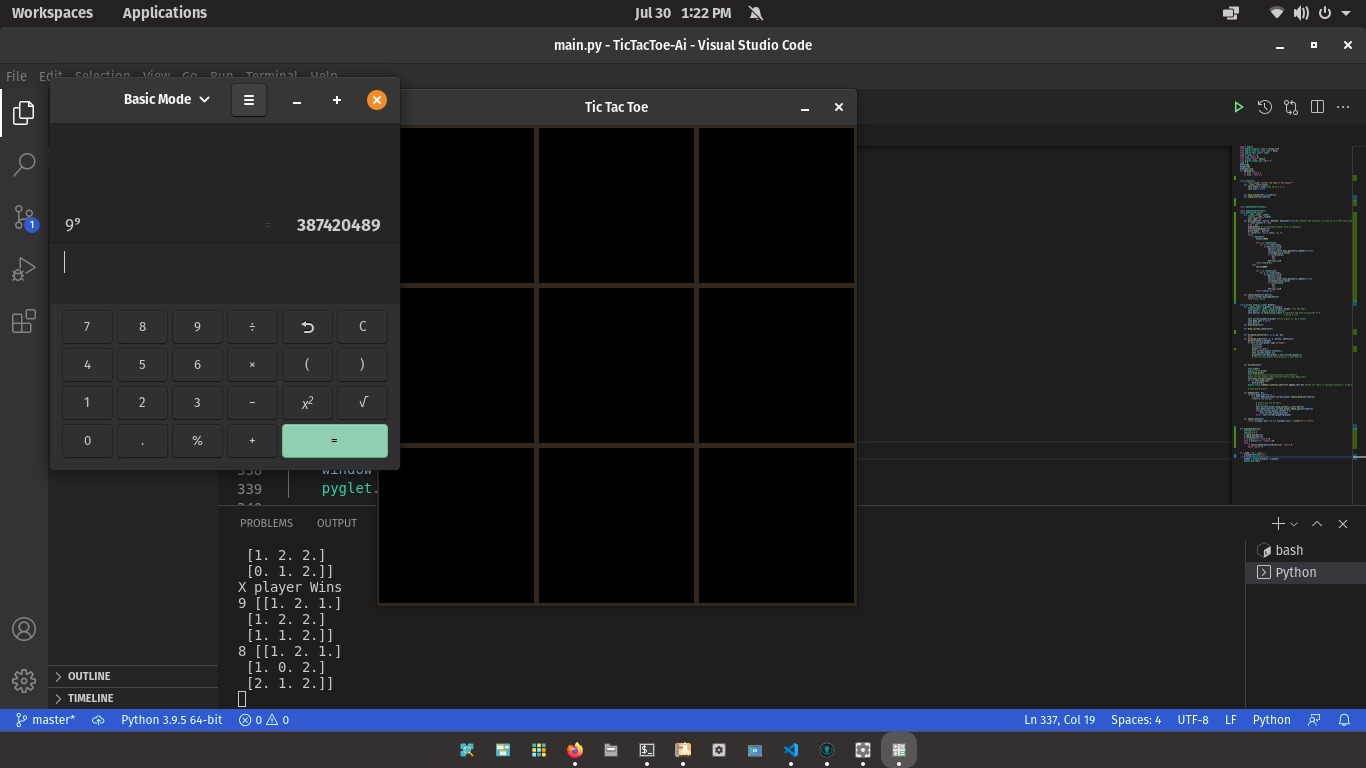 Workspaces Applications Jul 30 1:22 PM
main.py - TicTacToe-Ai - Visual Studio Code
File Edit Selection View Go Run Terminal Help
Basic Mode
Tic Tac Toe
9⁹ = 387420489
7 8 9 ÷ C
4 5 6 × ( )
1 2 3 − x² √
0 . % + =
1
338 window
339 pyglet.
PROBLEMS OUTPUT
[1. 2. 2.]
[0. 1. 2.]]
X player Wins
9 [[1. 2. 1.]
[1. 2. 2.]
[1. 1. 2.]]
8 [[1. 2. 1.]
[1. 0. 2.]
[2. 1. 2.]]
bash
Python
OUTLINE
TIMELINE
master* Python 3.9.5 64-bit 0 0 Ln 337, Col 19 Spaces: 4 UTF-8 LF Python